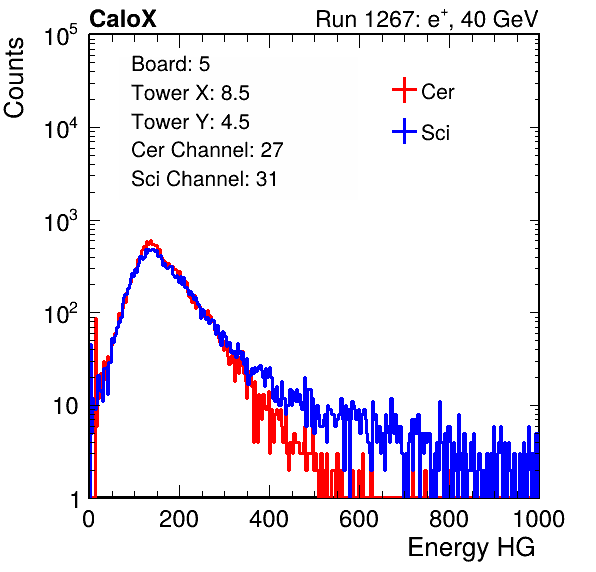 CaloX Run 1267: e⁺, 40 GeV
Counts
Board: 5
Tower X: 8.5
Tower Y: 4.5
Cer Channel: 27
Sci Channel: 31
Cer
Sci
10⁵
10⁴
10³
10²
10
1
0 200 400 600 800 1000
Energy HG